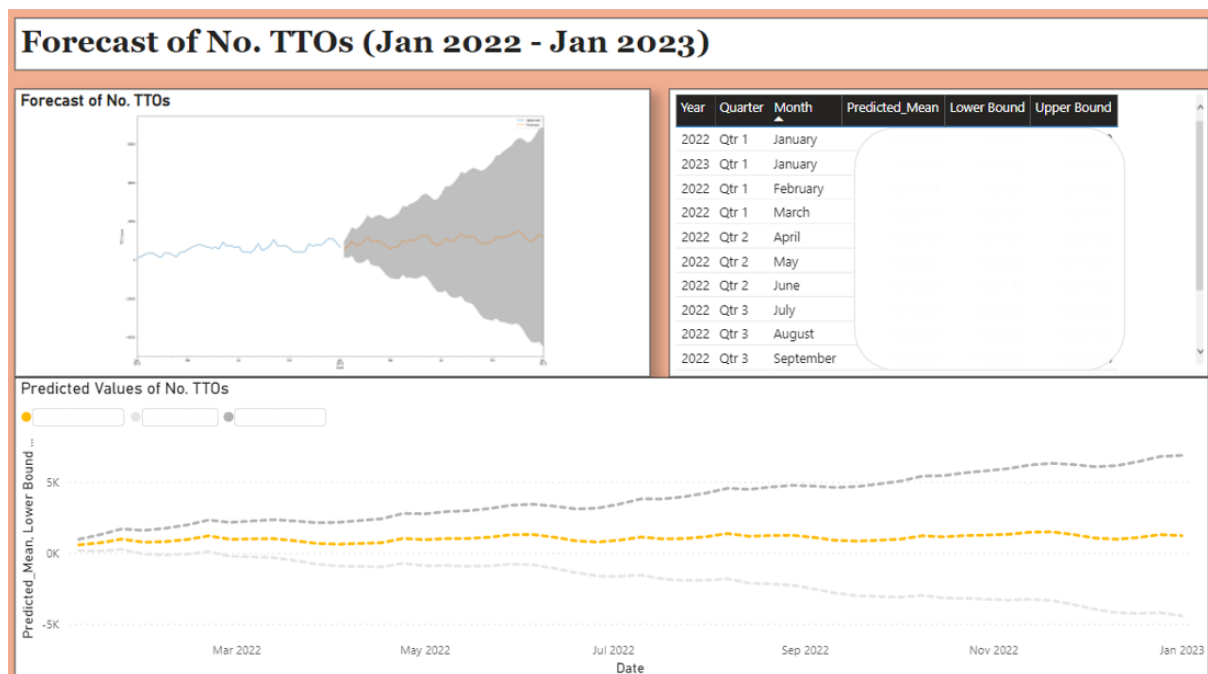 Forecast of No. TTOs (Jan 2022 - Jan 2023)
Forecast of No. TTOs
Year Quarter Month Predicted_Mean Lower Bound Upper Bound
2022 Qtr 1 January
2023 Qtr 1 January
2022 Qtr 1 February
2022 Qtr 1 March
2022 Qtr 2 April
2022 Qtr 2 May
2022 Qtr 2 June
2022 Qtr 3 July
2022 Qtr 3 August
2022 Qtr 3 September
Predicted Values of No. TTOs
Predicted_Mean, Lower Bound ...
5K
0K
-5K
Mar 2022 May 2022 Jul 2022 Sep 2022 Nov 2022 Jan 2023
Date